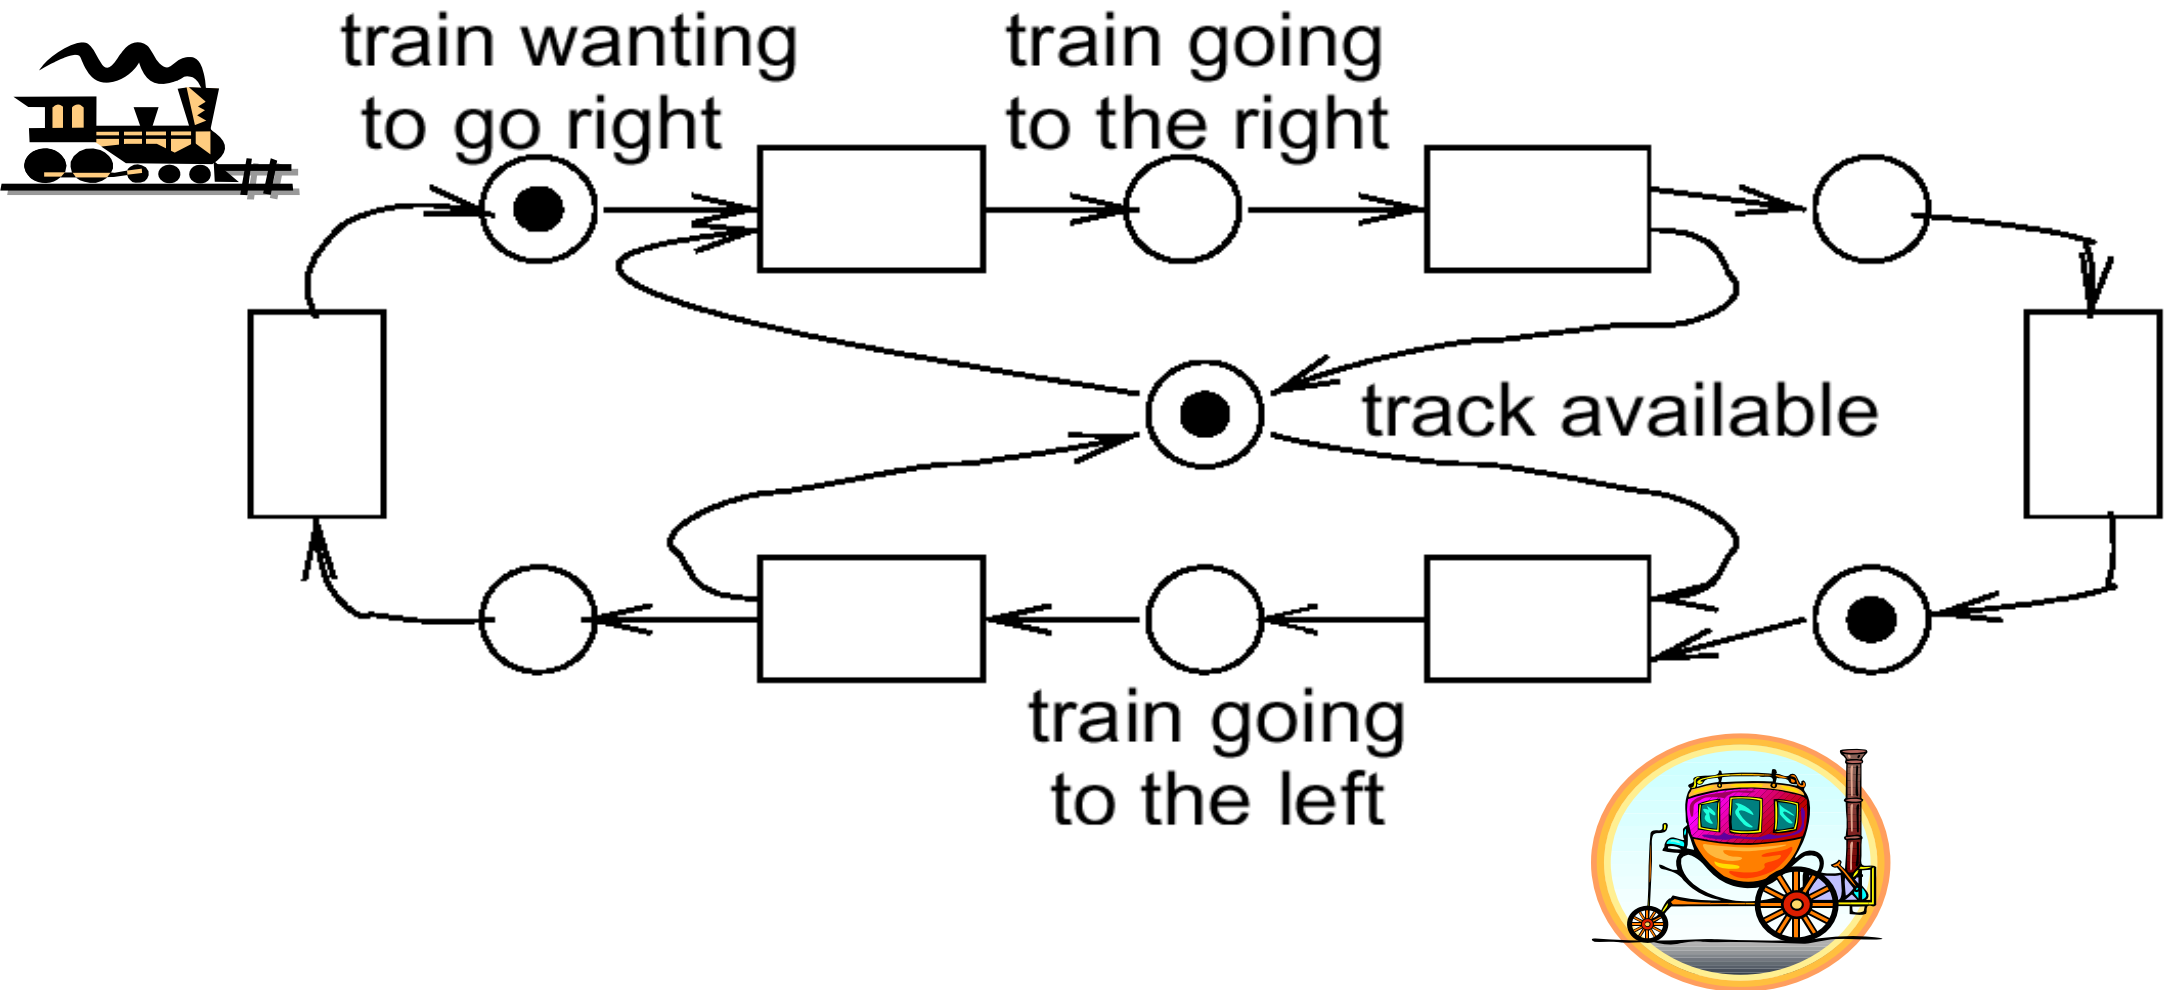 train wanting
to go right
train going
to the right
track available
train going
to the left